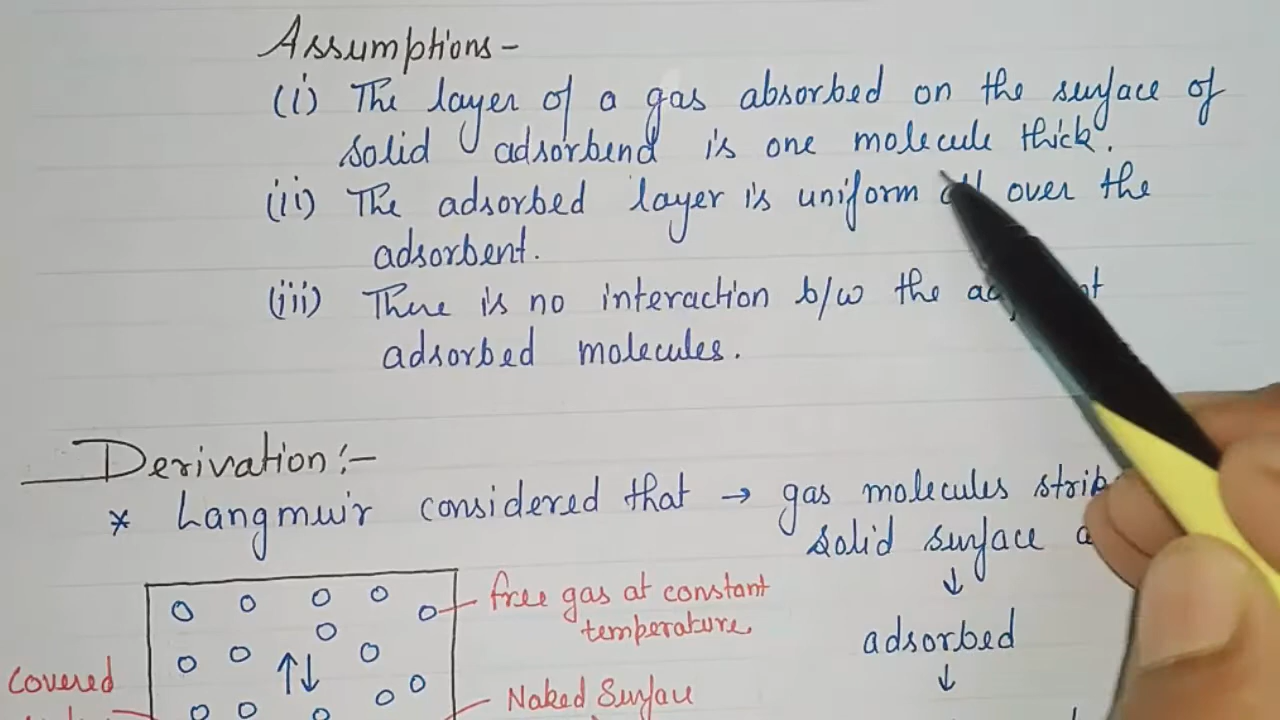 Assumptions -
(i) The layer of a gas absorbed on the surface of
solid adsorbend is one molecule thick.
(ii) The adsorbed layer is uniform all over the
adsorbent.
(iii) There is no interaction b/w the
adsorbed molecules.
Derivation :-
* Langmuir considered that → gas molecules
solid surface
↓
free gas at constant
temperature
adsorbed
↑↓
↓
Covered
Naked Surface